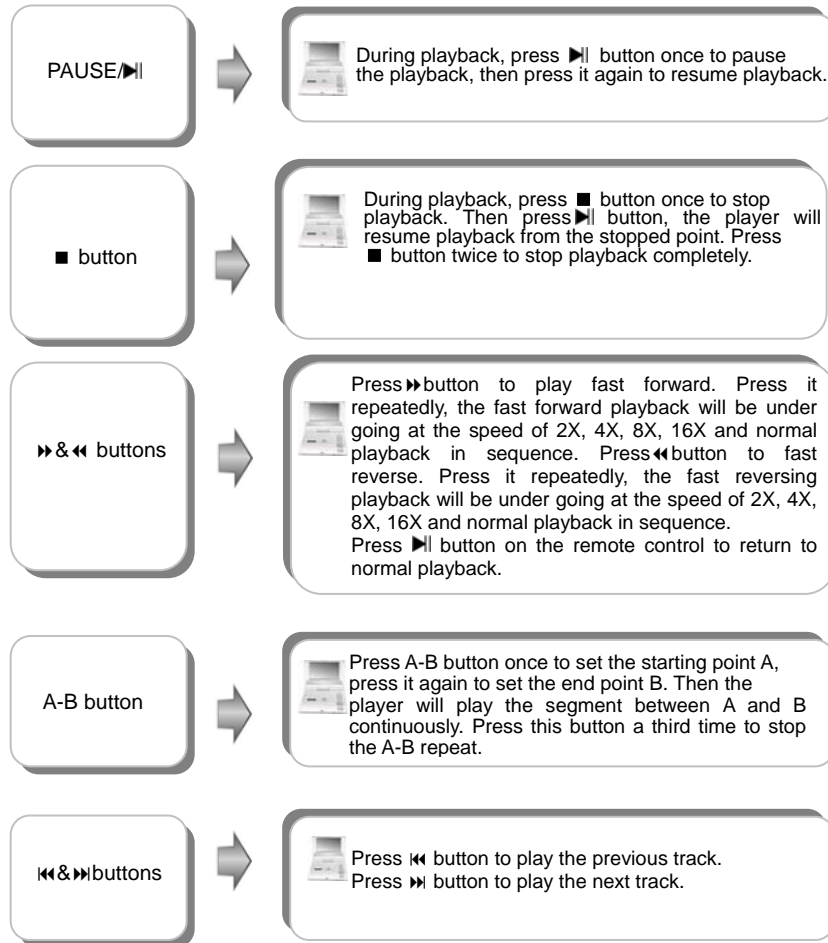 PAUSE/▶||
During playback, press ▶|| button once to pause
the playback, then press it again to resume playback.
■ button
During playback, press ■ button once to stop
playback. Then press▶|| button, the player will
resume playback from the stopped point. Press
■ button twice to stop playback completely.
⏩&⏪ buttons
Press⏩button to play fast forward. Press it
repeatedly, the fast forward playback will be under
going at the speed of 2X, 4X, 8X, 16X and normal
playback in sequence. Press⏪button to fast
reverse. Press it repeatedly, the fast reversing
playback will be under going at the speed of 2X, 4X,
8X, 16X and normal playback in sequence.
Press ▶|| button on the remote control to return to
normal playback.
A-B button
Press A-B button once to set the starting point A,
press it again to set the end point B. Then the
player will play the segment between A and B
continuously. Press this button a third time to stop
the A-B repeat.
⏮&⏭buttons
Press ⏮ button to play the previous track.
Press ⏭ button to play the next track.